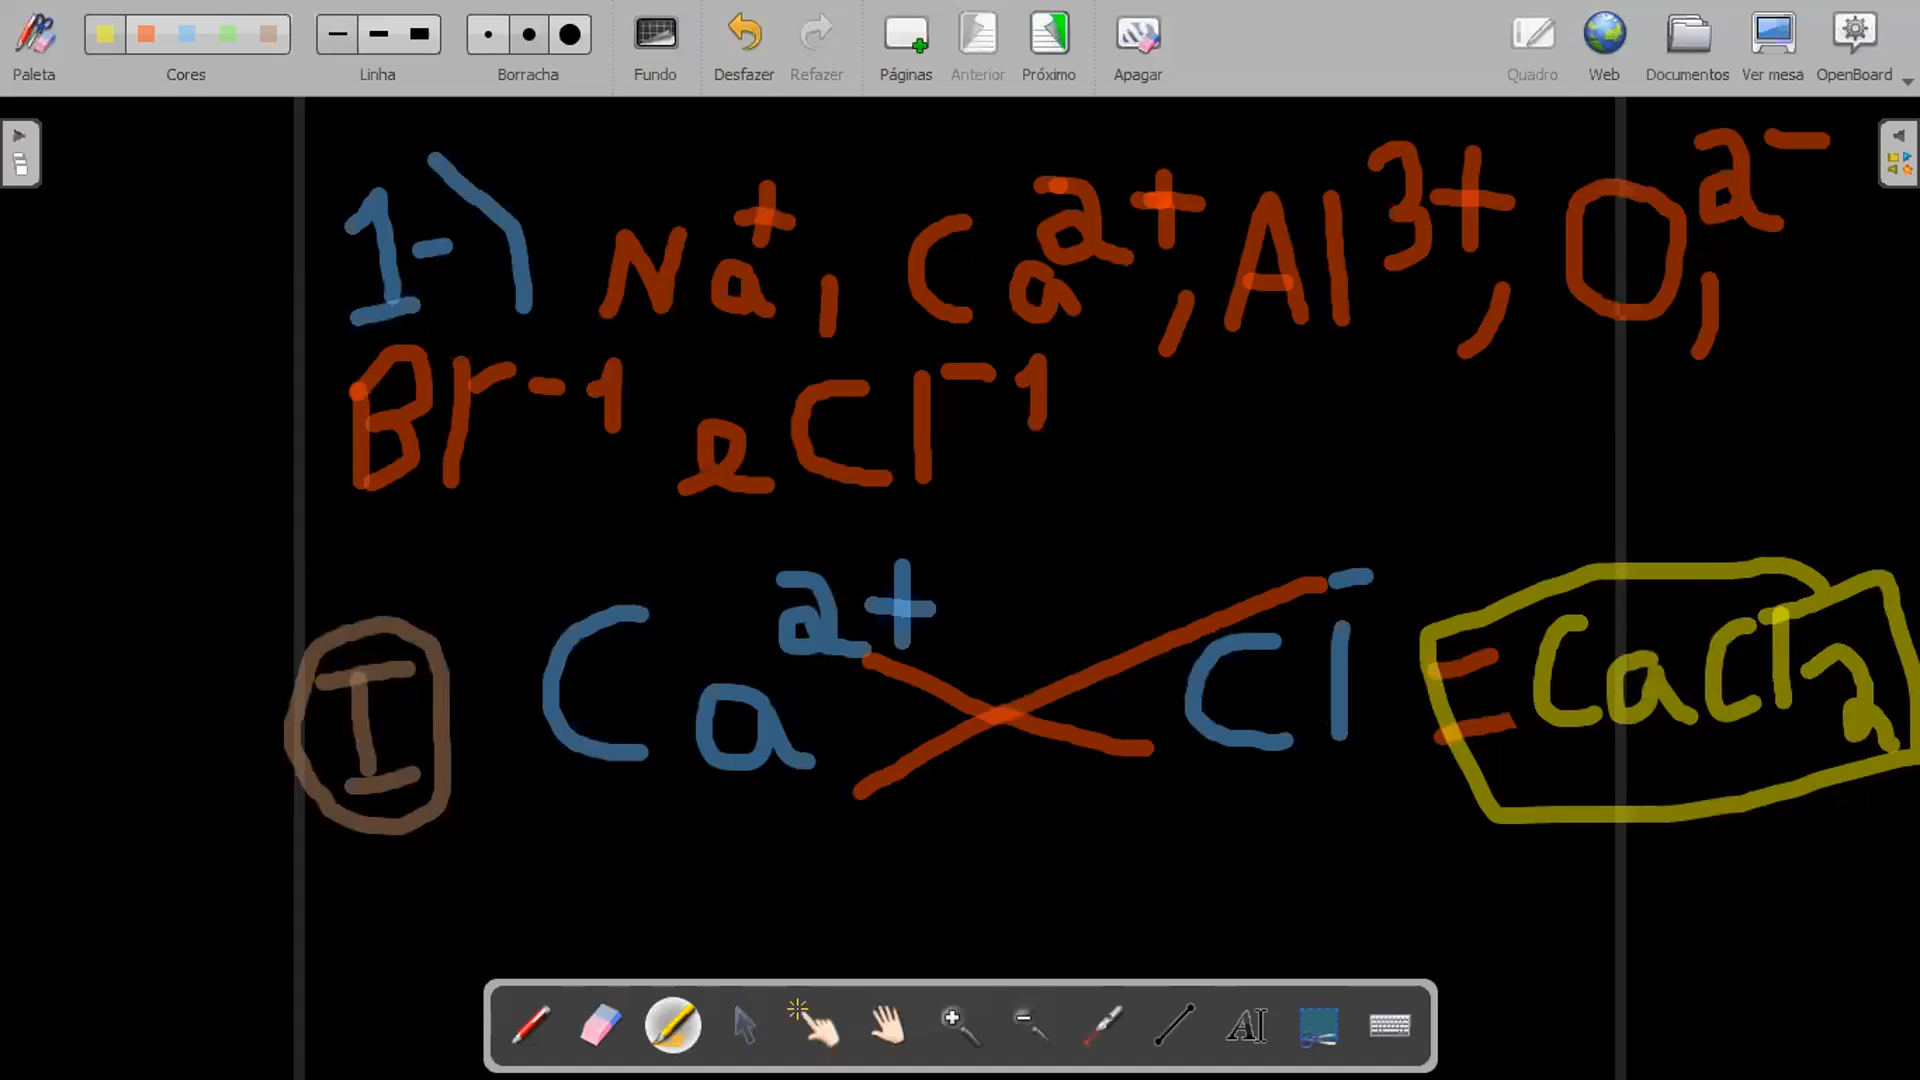 Paleta Cores Linha Borracha Fundo Desfazer Refazer Páginas Anterior Próximo Apagar Quadro Web Documentos Ver mesa OpenBoard
1-) Na⁺, Ca²⁺, Al³⁺, O²⁻,
Br⁻¹ e Cl⁻¹
I Ca²⁺ Cl⁻ = CaCl₂
AI